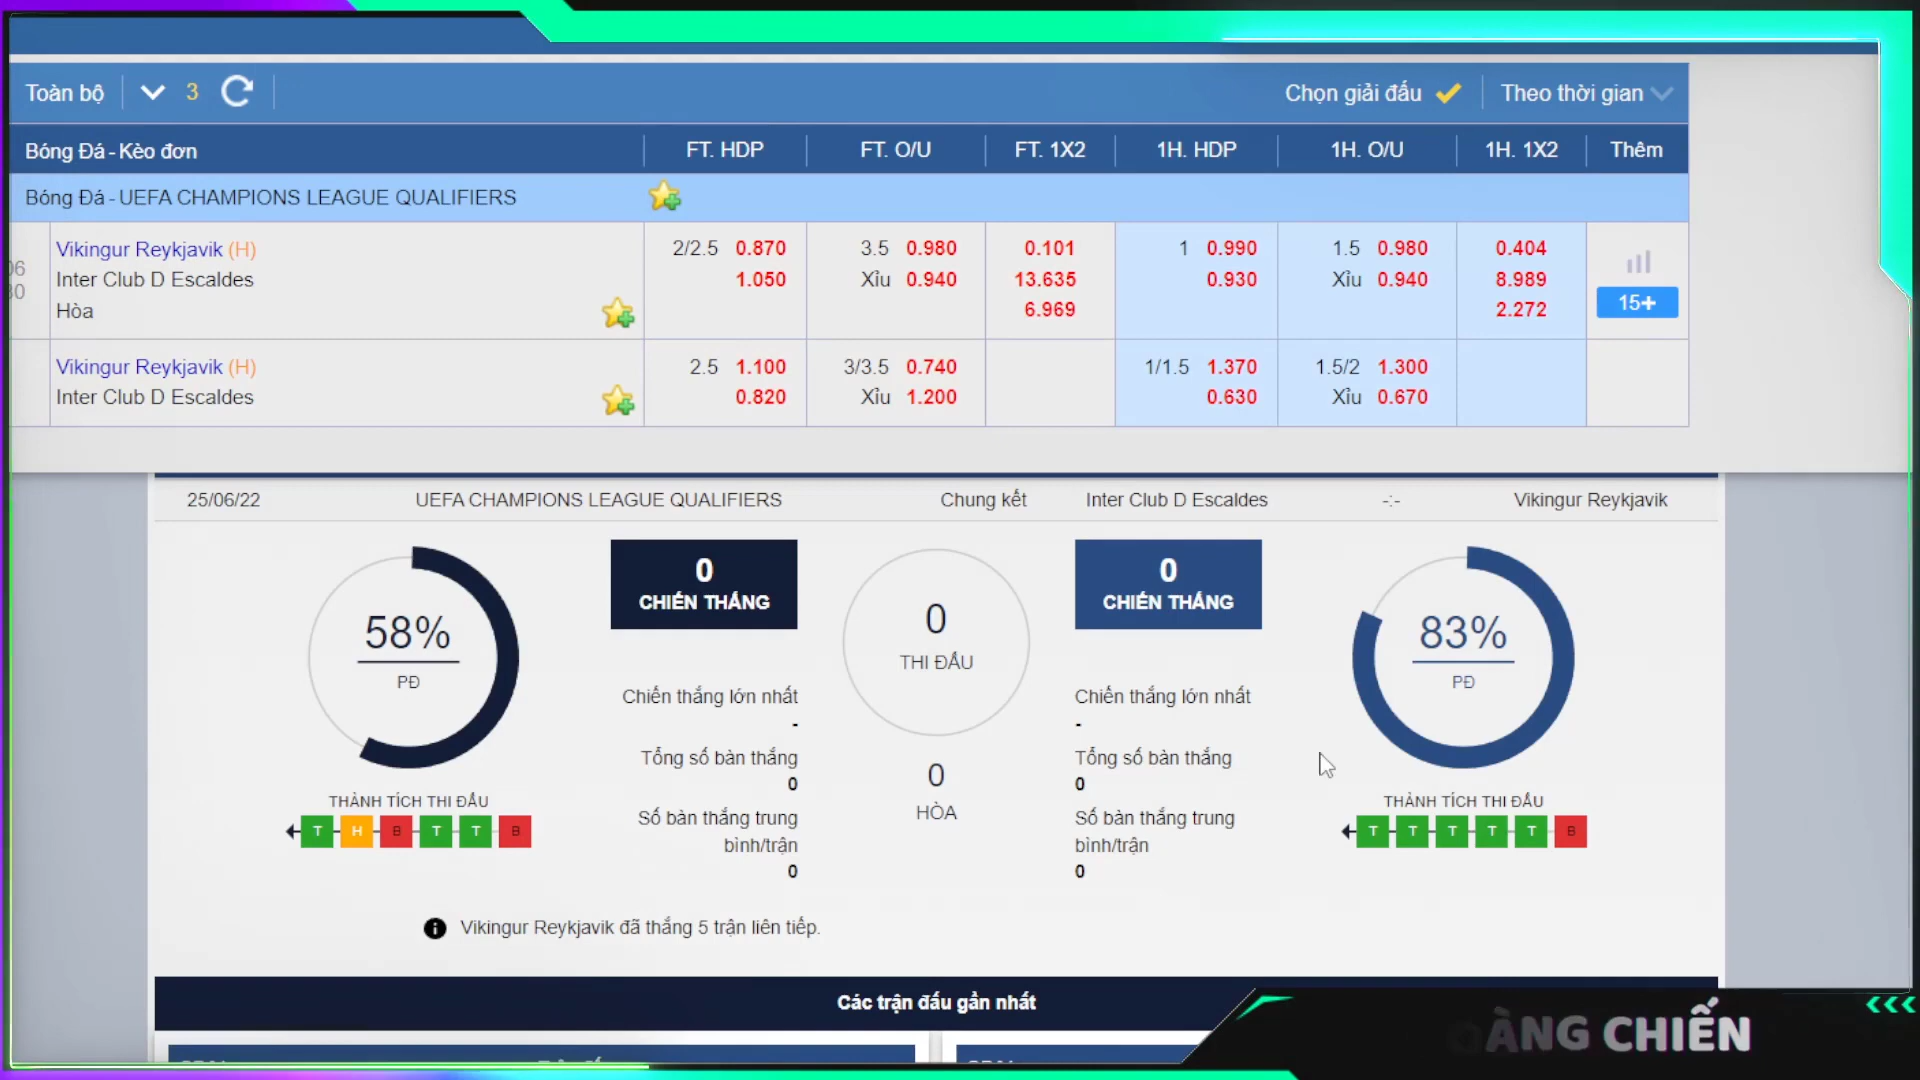 Toàn bộ 3 Chọn giải đấu Theo thời gian
Bóng Đá - Kèo đơn FT. HDP FT. O/U FT. 1X2 1H. HDP 1H. O/U 1H. 1X2 Thêm
Bóng Đá - UEFA CHAMPIONS LEAGUE QUALIFIERS
Vikingur Reykjavik (H) 2/2.5 0.870 3.5 0.980 0.101 1 0.990 1.5 0.980 0.404
Inter Club D Escaldes 1.050 Xỉu 0.940 13.635 0.930 Xỉu 0.940 8.989
Hòa 6.969 2.272 15+
Vikingur Reykjavik (H) 2.5 1.100 3/3.5 0.740 1/1.5 1.370 1.5/2 1.300
Inter Club D Escaldes 0.820 Xỉu 1.200 0.630 Xỉu 0.670
25/06/22 UEFA CHAMPIONS LEAGUE QUALIFIERS Chung kết Inter Club D Escaldes -:- Vikingur Reykjavik
58%
PĐ
THÀNH TÍCH THI ĐẤU
T H B T T B
0
CHIẾN THẮNG
Chiến thắng lớn nhất
-
Tổng số bàn thắng
0
Số bàn thắng trung
bình/trận
0
0
THI ĐẤU
0
HÒA
0
CHIẾN THẮNG
Chiến thắng lớn nhất
-
Tổng số bàn thắng
0
Số bàn thắng trung
bình/trận
0
83%
PĐ
THÀNH TÍCH THI ĐẤU
T T T T T B
Vikingur Reykjavik đã thắng 5 trận liên tiếp.
Các trận đấu gần nhất
ÀNG CHIẾN